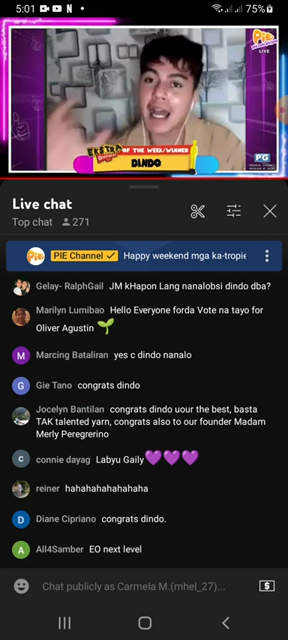 5:01
N
75%
Pie
LIVE
EKSTRA OF THE WEEK/WINNER
DINDO
PG
Live chat
Top chat 271
Pie PIE Channel Happy weekend mga ka-tropie
Gelay- RalphGail JM kHapon Lang nanalobsi dindo dba?
Marilyn Lumibao Hello Everyone forda Vote na tayo for
Oliver Agustin 🌱
M Marcing Bataliran yes c dindo nanalo
G Gie Tano congrats dindo
Jocelyn Bantilan congrats dindo uour the best, basta
TAK talented yarn, congrats also to our founder Madam
Merly Peregrerino
c connie dayag Labyu Gaily💜💜💜
reiner hahahahahahahaha
D Diane Cipriano congrats dindo.
A All4Samber EO next level
Chat publicly as Carmela M.(mhel_27)...